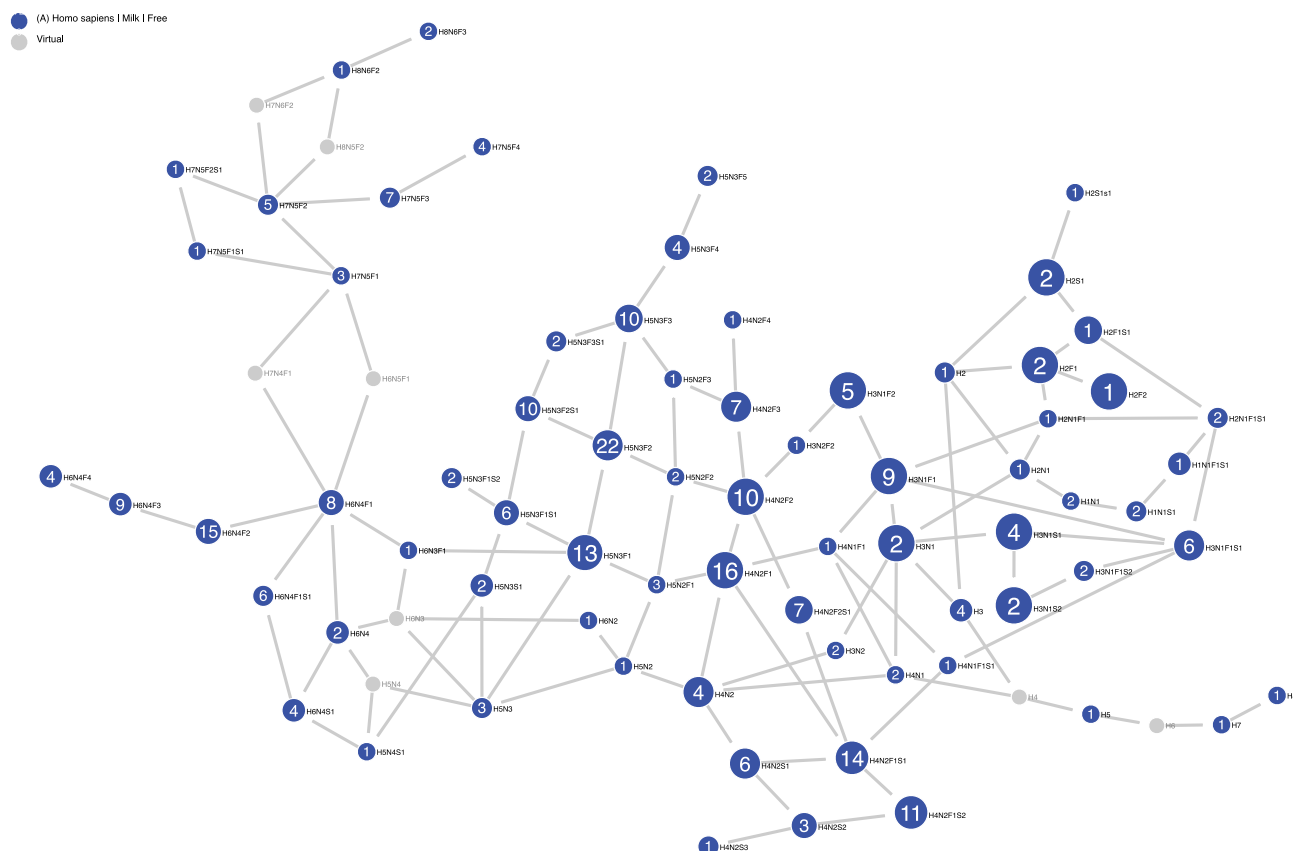 (A) Homo sapiens | Milk | Free
Virtual
2 H8N6F3
1 H8N6F2
H7N6F2
H8N5F2
4 H7N5F4
1 H7N5F2S1
7 H7N5F3
5 H7N5F2
2 H5N3F5
1 H2S1s1
1 H7N5F1S1
4 H5N3F4
3 H7N5F1
2 H2S1
10 H5N3F3
1 H4N2F4
1 H2F1S1
2 H5N3F3S1
2 H2F1
1 H2
H7N4F1
H6N5F1
1 H5N2F3
5 H3N1F2
1 H2F2
7 H4N2F3
10 H5N3F2S1
1 H2N1F1
2 H2N1F1S1
22 H5N3F2
1 H3N2F2
1 H1N1F1S1
1 H2N1
4 H6N4F4
2 H5N3F1S2
2 H5N2F2
9 H3N1F1
10 H4N2F2
2 H1N1
9 H6N4F3
8 H6N4F1
6 H5N3F1S1
2 H1N1S1
15 H6N4F2
4 H3N1S1
2 H3N1
1 H4N1F1
6 H3N1F1S1
1 H6N3F1
13 H5N3F1
16 H4N2F1
2 H3N1F1S2
3 H5N2F1
2 H5N3S1
6 H6N4F1S1
2 H3N1S2
7 H4N2F2S1
4 H3
H6N3
1 H6N2
2 H6N4
2 H3N2
1 H5N2
1 H4N1F1S1
2 H4N1
H5N4
4 H4N2
H4
1 H
3 H5N3
4 H6N4S1
1 H5
H6
1 H7
1 H5N4S1
14 H4N2F1S1
6 H4N2S1
11 H4N2F1S2
3 H4N2S2
1 H4N2S3